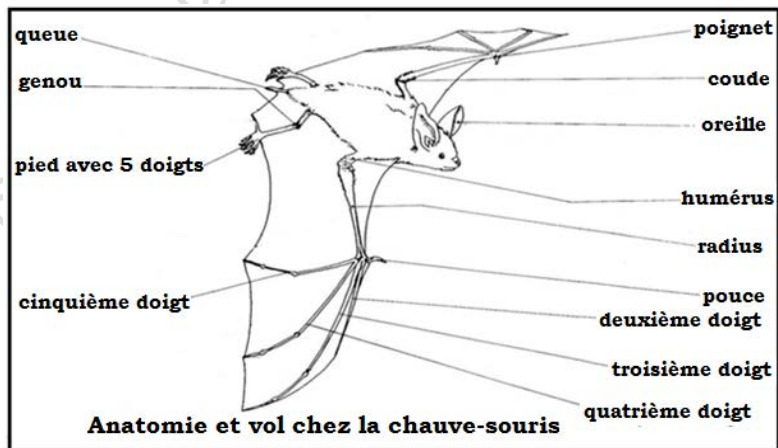 queue
genou
pied avec 5 doigts
cinquième doigt
poignet
coude
oreille
humérus
radius
pouce
deuxième doigt
troisième doigt
quatrième doigt
Anatomie et vol chez la chauve-souris